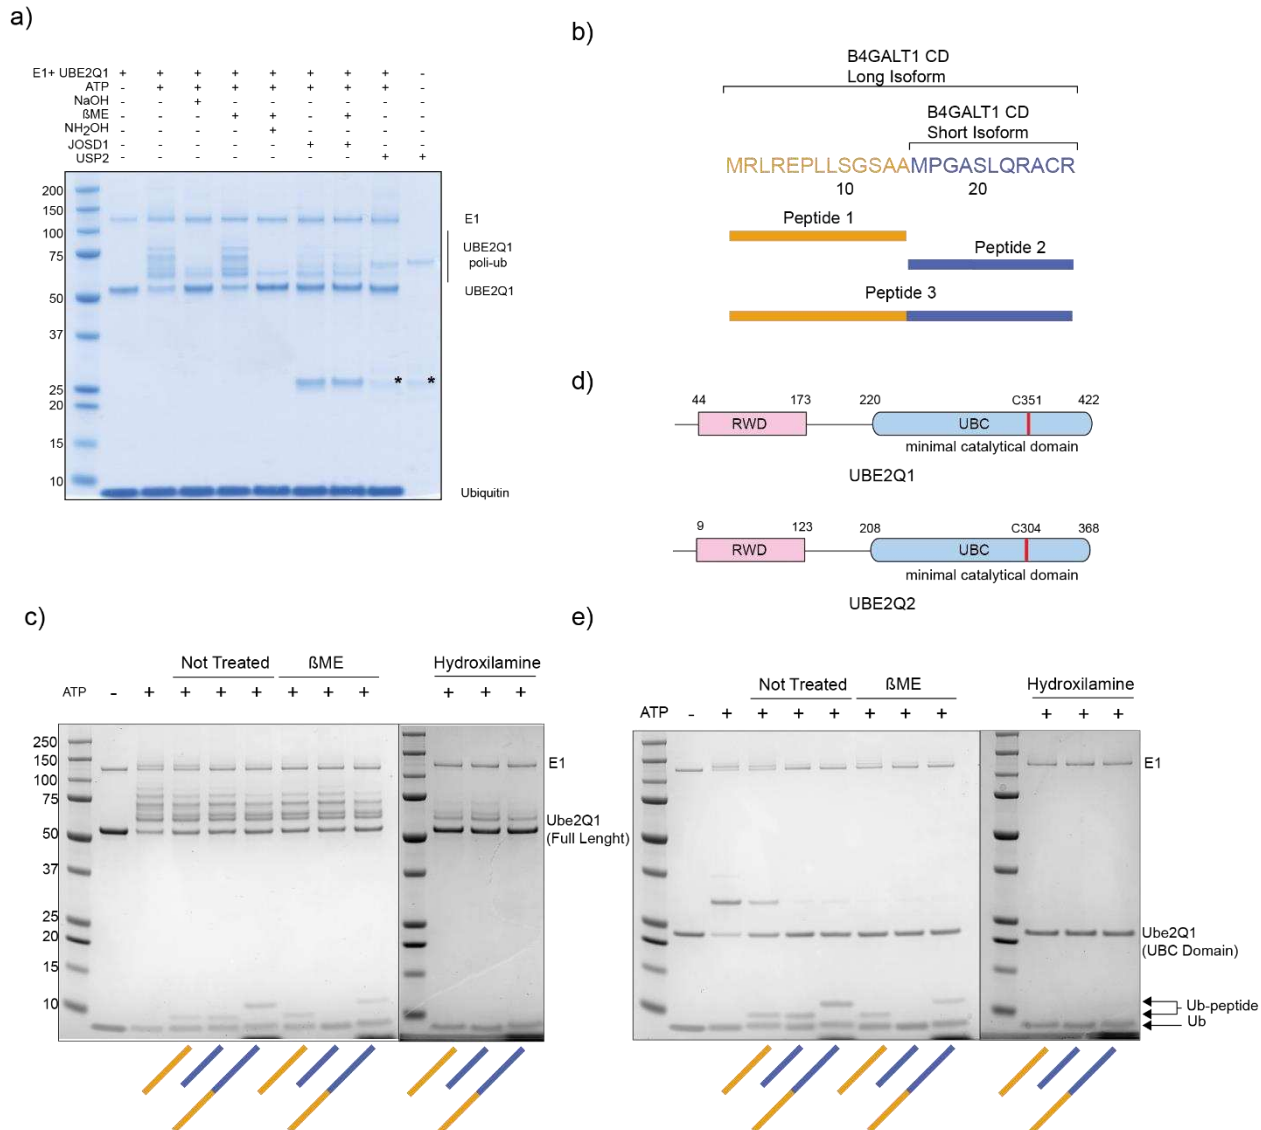 a)
E1+ UBE2Q1 + + + + + + + + -
ATP - + + + + + + + -
NaOH - - + - - - - - -
ßME - - - + + - + - -
NH2OH - - - - + - - - -
JOSD1 - - - - - + + - -
USP2 - - - - - - - + +
200
150
100
75
50
37
25
20
15
10
E1
UBE2Q1
poli-ub
UBE2Q1
* *
Ubiquitin
b)
B4GALT1 CD
Long Isoform
B4GALT1 CD
Short Isoform
MRLREPLLSGSAAMPGASLQRACR
10 20
Peptide 1
Peptide 2
Peptide 3
d)
44 173 220 C351 422
RWD UBC
minimal catalytical domain
UBE2Q1
9 123 208 C304 368
RWD UBC
minimal catalytical domain
UBE2Q2
c)
Not Treated ßME Hydroxilamine
ATP - + + + + + + + + + +
250
150
100
75
50
37
25
20
15
10
E1
Ube2Q1
(Full Lenght)
e)
Not Treated ßME Hydroxilamine
ATP - + + + + + + + + + +
E1
Ube2Q1
(UBC Domain)
Ub-peptide
Ub